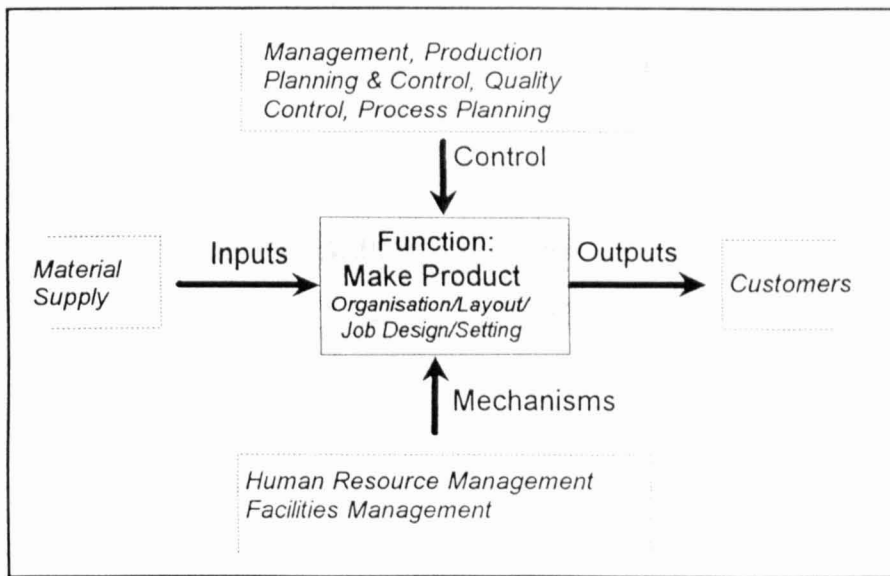 Management, Production
Planning & Control, Quality
Control, Process Planning
Control
Material
Supply
Inputs
Function:
Make Product
Organisation/Layout/
Job Design/Setting
Outputs
Customers
Mechanisms
Human Resource Management
Facilities Management